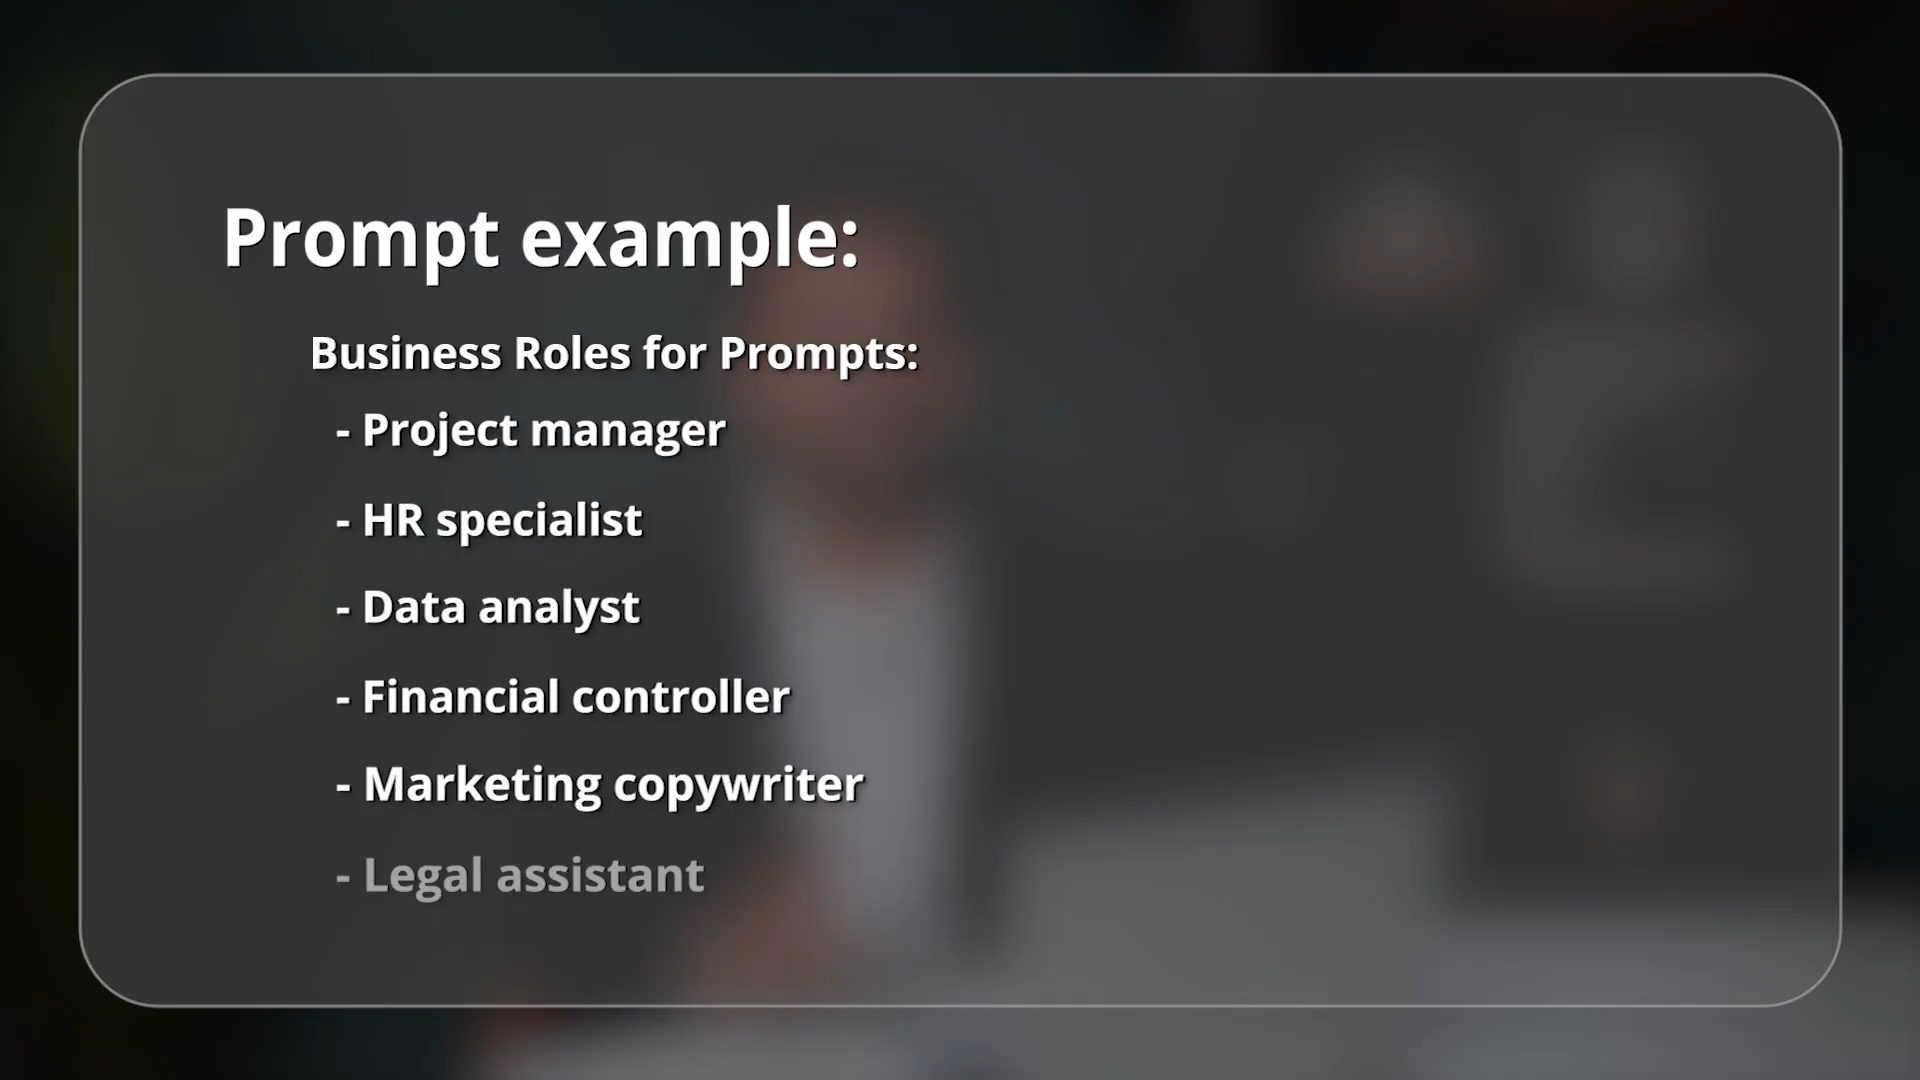 Prompt example:
Business Roles for Prompts:
- Project manager
- HR specialist
- Data analyst
- Financial controller
- Marketing copywriter
- Legal assistant